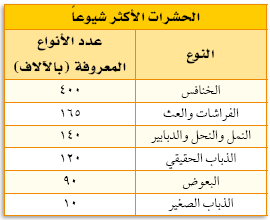 الحشرات الأكثر شيوعاً
النوع عدد الأنواع المعروفة (بالآلاف)
الخنافس ٤٠٠
الفراشات والعث ١٦٥
النمل والنحل والدبابير ١٤٠
الذباب الحقيقي ١٢٠
البعوض ٩٠
الذباب الصغير ١٠